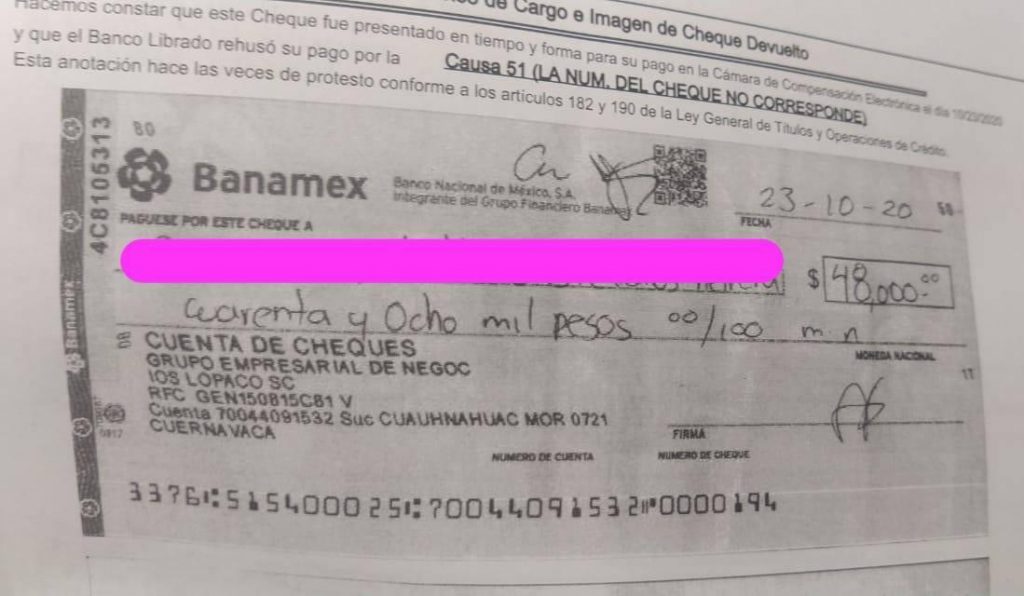 de Cargo e Imagen de Cheque Devuelto
Hacemos constar que este Cheque fue presentado en tiempo y forma para su pago en la Cámara de Compensación Electrónica el día 10/23/2020
y que el Banco Librado rehusó su pago por la Causa 51 (LA NUM. DEL CHEQUE NO CORRESPONDE)
Esta anotación hace las veces de protesto conforme a los articulos 182 y 190 de la Ley General de Títulos y Operaciones de Crédito.
4C81053313
80
Banamex
Banco Nacional de México, S.A.
Integrante del Grupo Financiero Banamex
23-10-20
FECHA
PAGUESE POR ESTE CHEQUE A
$ 48,000.00
Cuarenta y Ocho mil pesos 00/100 m.n
MONEDA NACIONAL
Banamex
CUENTA DE CHEQUES
GRUPO EMPRESARIAL DE NEGOC
IOS LOPACO SC
RFC GEN150815C81 V
Cuenta 70044091532 Suc CUAUHNAHUAC MOR 0721
CUERNAVACA
11
FIRMA
NUMERO DE CUENTA
NUMERO DE CHEQUE
3376⑆515400025⑆70044091532⑈0000194